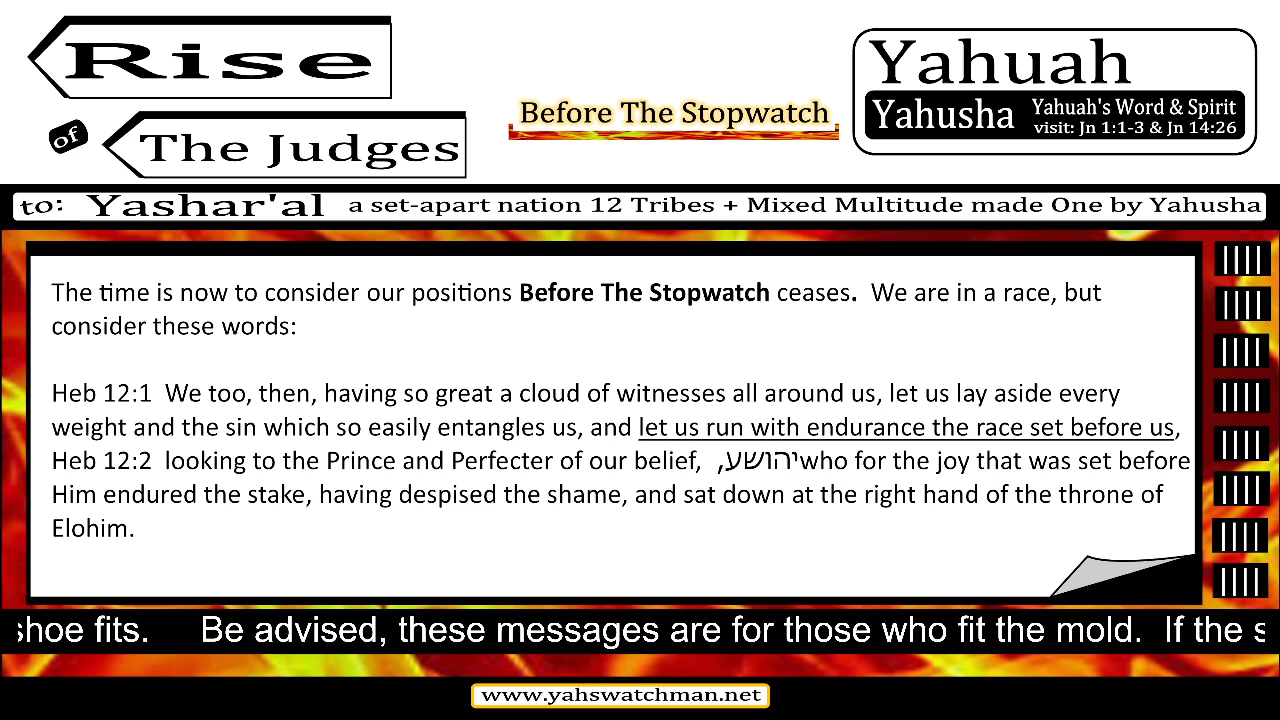 Rise
of
The Judges
Before The Stopwatch
Yahuah
Yahusha Yahuah's Word & Spirit
visit: Jn 1:1-3 & Jn 14:26
to: Yashar'al a set-apart nation 12 Tribes + Mixed Multitude made One by Yahusha
The time is now to consider our positions Before The Stopwatch ceases. We are in a race, but
consider these words:
Heb 12:1 We too, then, having so great a cloud of witnesses all around us, let us lay aside every
weight and the sin which so easily entangles us, and let us run with endurance the race set before us,
Heb 12:2 looking to the Prince and Perfecter of our belief, יהושע, who for the joy that was set before
Him endured the stake, having despised the shame, and sat down at the right hand of the throne of
Elohim.
shoe fits. Be advised, these messages are for those who fit the mold. If the s
www.yahswatchman.net